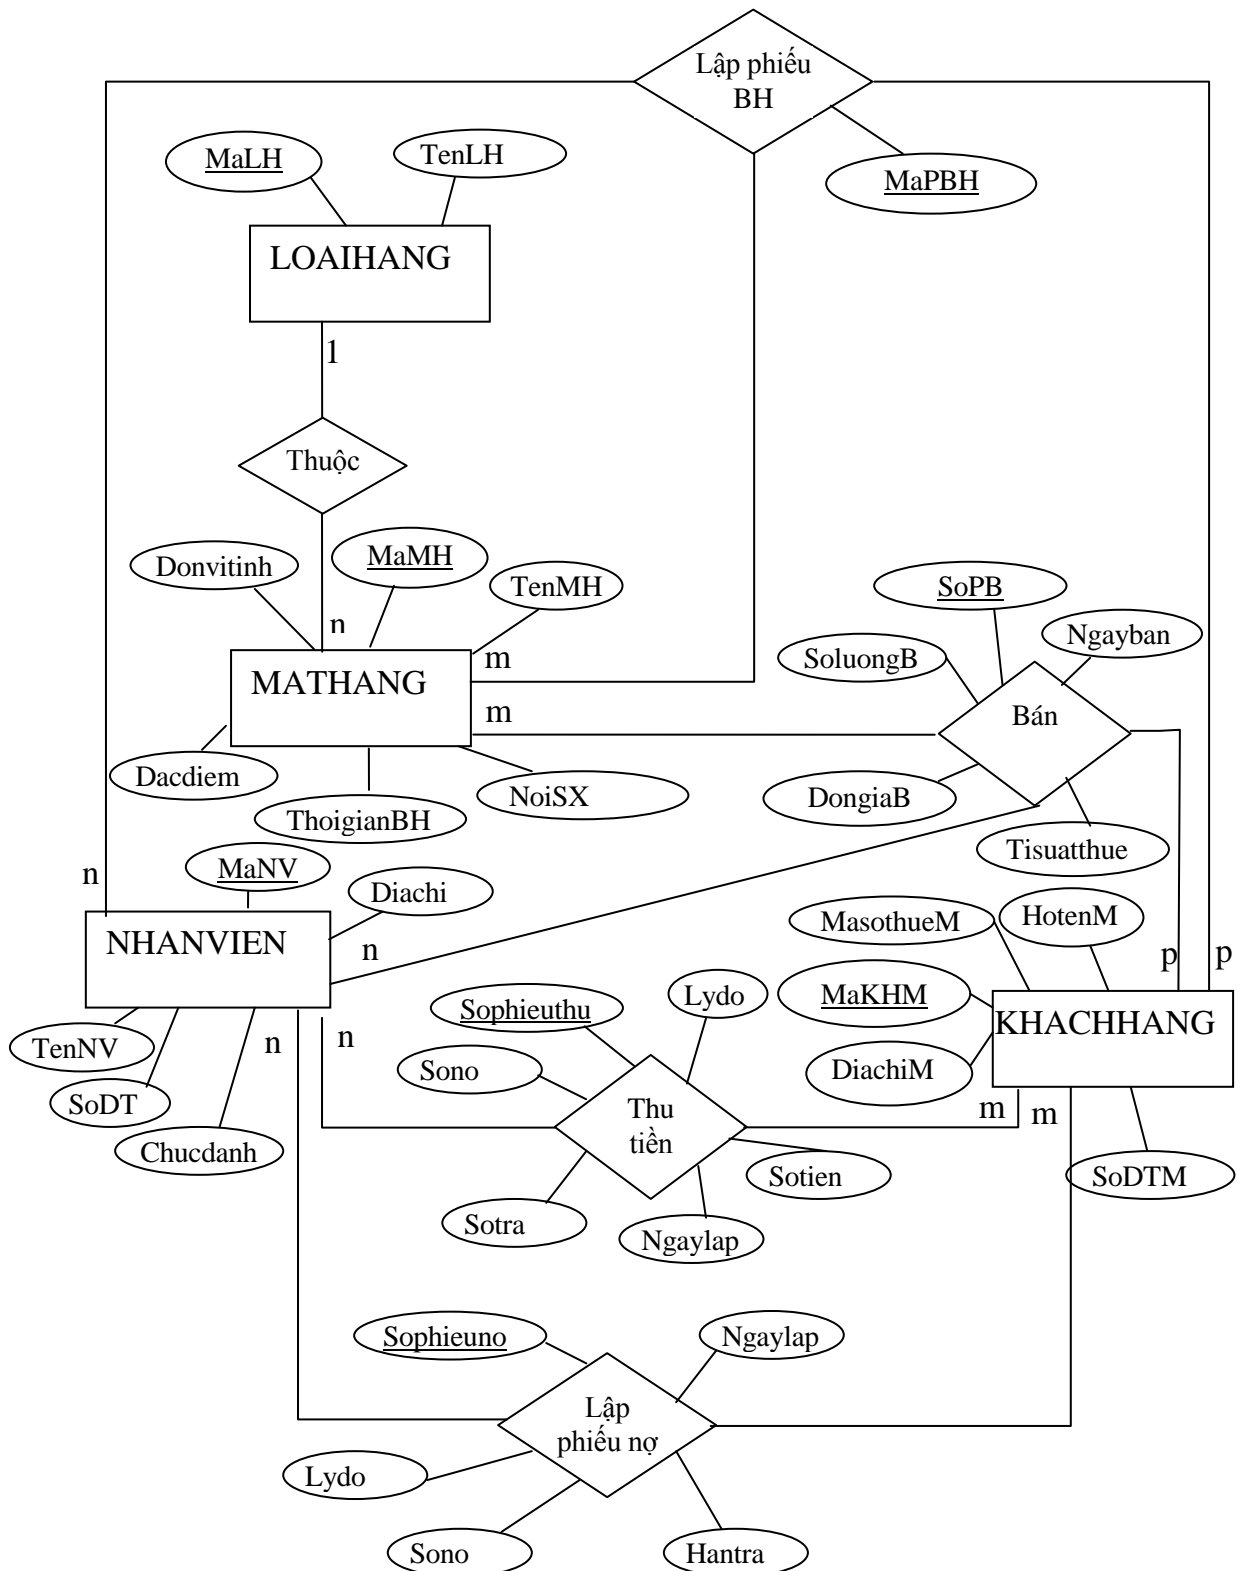 Lập phiếu
BH
MaLH
TenLH
MaPBH
LOAIHANG
1
Thuộc
Donvitinh
MaMH
TenMH
n
SoPB
Ngayban
SoluongB
m
MATHANG
m
Bán
Dacdiem
NoiSX
DongiaB
ThoigianBH
Tisuatthue
n
MaNV
Diachi
MasothueM
HotenM
NHANVIEN
n
p
p
Lydo
MaKHM
Sophieuthu
KHACHHANG
TenNV
n
n
Sono
DiachiM
SoDT
Thu
tiền
m
m
Chucdanh
Sotien
SoDTM
Sotra
Ngaylap
Sophieuno
Ngaylap
Lập
phiếu nợ
Lydo
Sono
Hantra